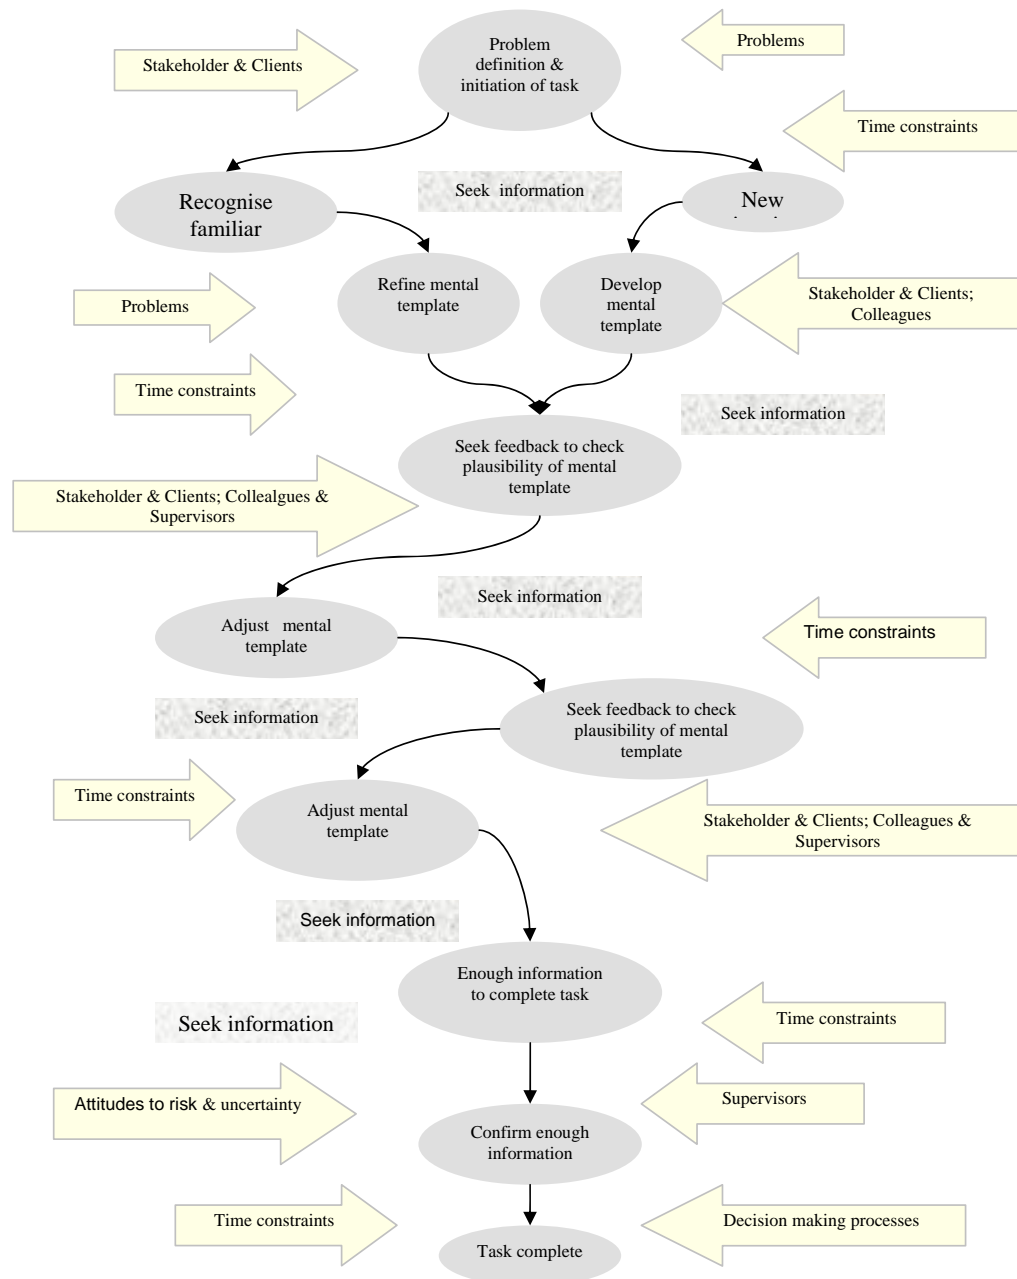 Problem
definition &
initiation of task
Problems
Stakeholder & Clients
Time constraints
Seek information
Recognise
familiar
New
Refine mental
template
Develop
mental
template
Stakeholder & Clients;
Colleagues
Problems
Time constraints
Seek information
Seek feedback to check
plausibility of mental
template
Stakeholder & Clients; Collealgues &
Supervisors
Seek information
Adjust mental
template
Time constraints
Seek information
Seek feedback to check
plausibility of mental
template
Time constraints
Adjust mental
template
Stakeholder & Clients; Colleagues &
Supervisors
Seek information
Enough information
to complete task
Seek information
Time constraints
Attitudes to risk & uncertainty
Supervisors
Confirm enough
information
Time constraints
Decision making processes
Task complete